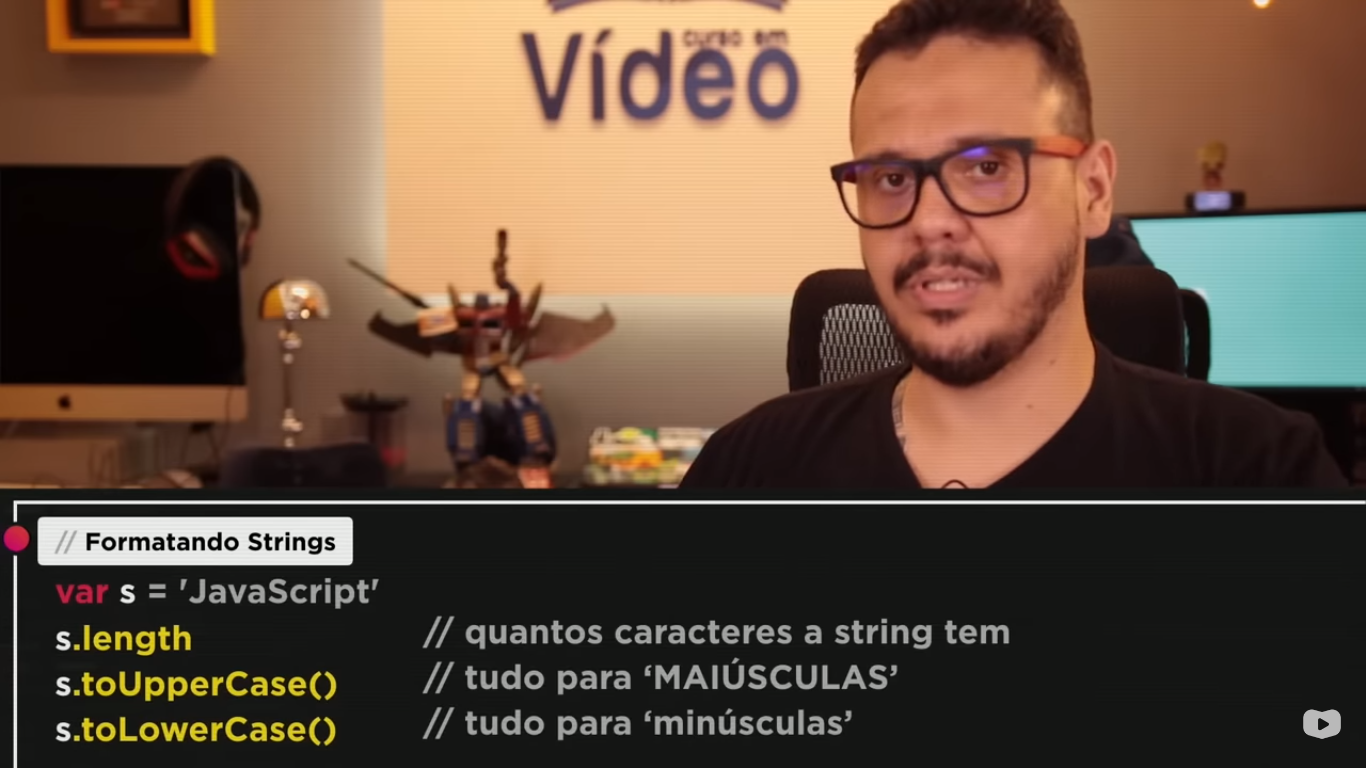 curso em
Vídeo
// Formatando Strings
var s = 'JavaScript'
s.length // quantos caracteres a string tem
s.toUpperCase() // tudo para ‘MAIÚSCULAS’
s.toLowerCase() // tudo para ‘minúsculas’